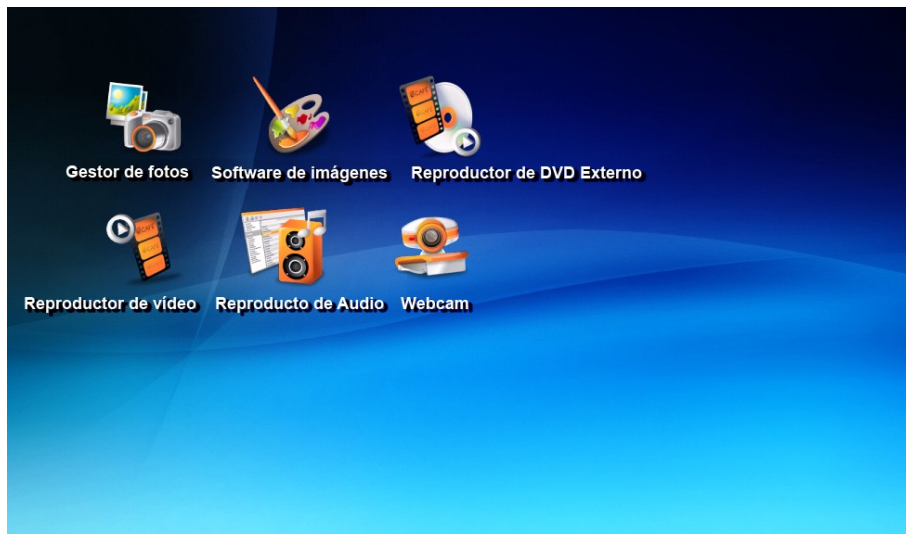 Gestor de fotos
Software de imágenes
Reproductor de DVD Externo
Reproductor de vídeo
Reproducto de Audio
Webcam